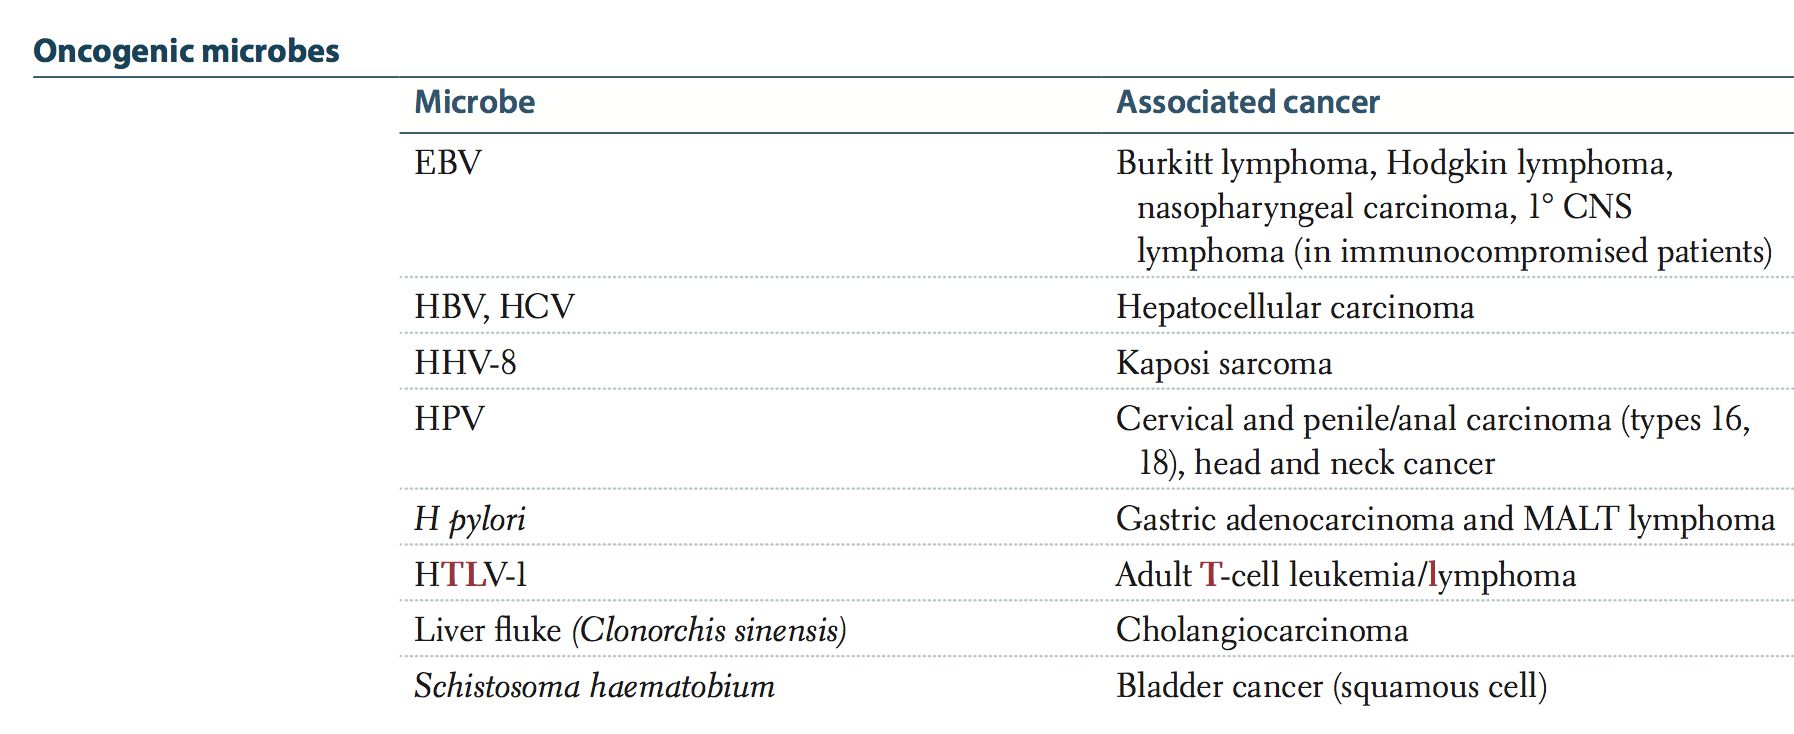 Oncogenic microbes
Microbe Associated cancer
EBV Burkitt lymphoma, Hodgkin lymphoma,
nasopharyngeal carcinoma, 1° CNS
lymphoma (in immunocompromised patients)
HBV, HCV Hepatocellular carcinoma
HHV-8 Kaposi sarcoma
HPV Cervical and penile/anal carcinoma (types 16,
18), head and neck cancer
H pylori Gastric adenocarcinoma and MALT lymphoma
HTLV-1 Adult T-cell leukemia/lymphoma
Liver fluke (Clonorchis sinensis) Cholangiocarcinoma
Schistosoma haematobium Bladder cancer (squamous cell)